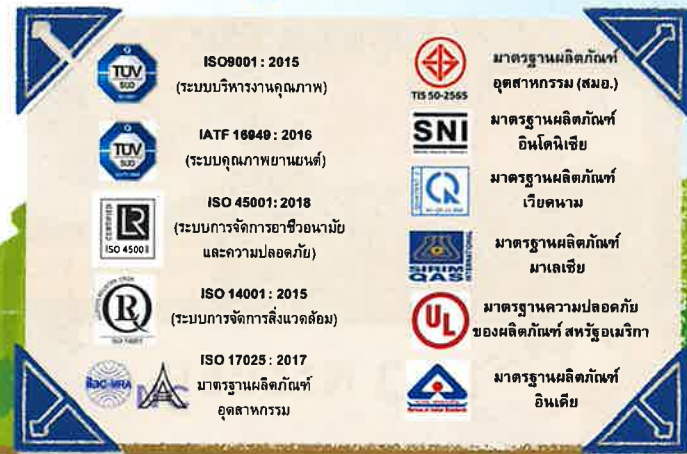 TÜV
SÜD
ISO9001 : 2015
(ระบบบริหารงานคุณภาพ)
TÜV
SÜD
IATF 16949 : 2016
(ระบบคุณภาพยานยนต์)
CERTIFIED
LR
ISO 45001
ISO 45001: 2018
(ระบบการจัดการอาชีวอนามัย
และความปลอดภัย)
ISO 14001
ISO 14001 : 2015
(ระบบการจัดการสิ่งแวดล้อม)
ilac-MRA
ISO 17025 : 2017
มาตรฐานผลิตภัณฑ์
อุตสาหกรรม
TIS 50-2565
มาตรฐานผลิตภัณฑ์
อุตสาหกรรม (สมอ.)
SNI
มาตรฐานผลิตภัณฑ์
อินโดนิเซีย
มาตรฐานผลิตภัณฑ์
เวียดนาม
SIRIM
QAS
INTERNATIONAL
มาตรฐานผลิตภัณฑ์
มาเลเซีย
UL
มาตรฐานความปลอดภัย
ของผลิตภัณฑ์ สหรัฐอเมริกา
มาตรฐานผลิตภัณฑ์
อินเดีย